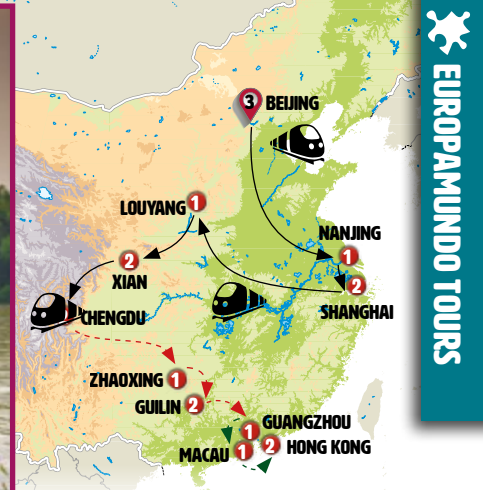 EUROPAMUNDO TOURS
3 BEIJING
LOUYANG 1
NANJING
1
2
XIAN
2
SHANGHAI
CHENGDU
ZHAOXING 1
GUILIN 2
GUANGZHOU
1
MACAU 1
2 HONG KONG